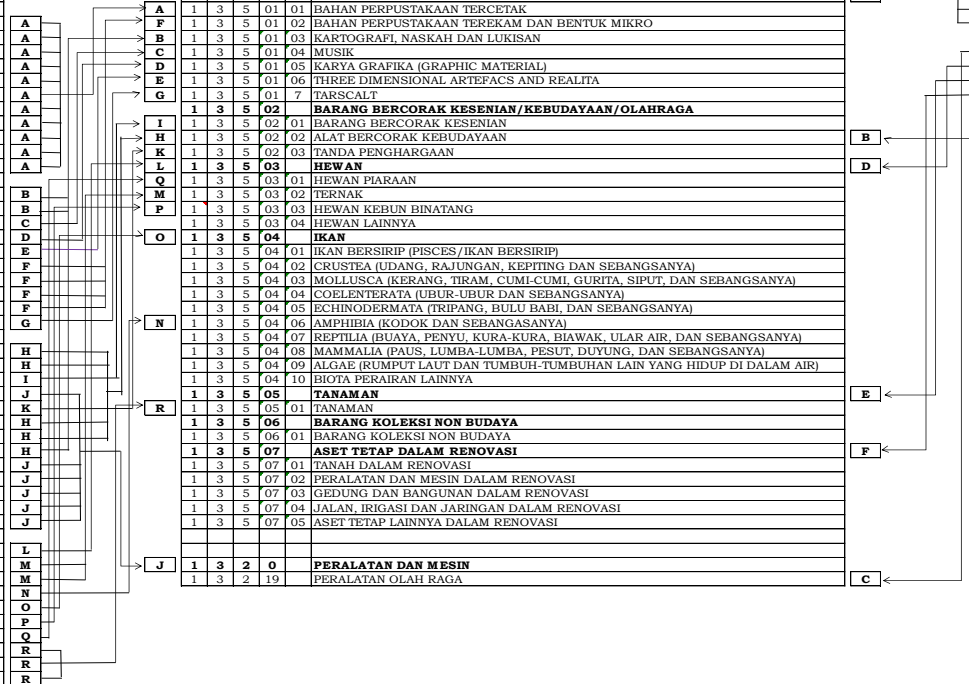 A 1 3 5 01 01 BAHAN PERPUSTAKAAN TERCETAK
A F 1 3 5 01 02 BAHAN PERPUSTAKAAN TEREKAM DAN BENTUK MIKRO
A B 1 3 5 01 03 KARTOGRAFI, NASKAH DAN LUKISAN
A C 1 3 5 01 04 MUSIK
A D 1 3 5 01 05 KARYA GRAFIKA (GRAPHIC MATERIAL)
A E 1 3 5 01 06 THREE DIMENSIONAL ARTEFACS AND REALITA
A G 1 3 5 01 7 TARSCALT
A 1 3 5 02 BARANG BERCORAK KESENIAN/KEBUDAYAAN/OLAHRAGA
A I 1 3 5 02 01 BARANG BERCORAK KESENIAN
A H 1 3 5 02 02 ALAT BERCORAK KEBUDAYAAN B
A K 1 3 5 02 03 TANDA PENGHARGAAN
A L 1 3 5 03 HEWAN D
Q 1 3 5 03 01 HEWAN PIARAAN
B M 1 3 5 03 02 TERNAK
B P 1 3 5 03 03 HEWAN KEBUN BINATANG
C 1 3 5 03 04 HEWAN LAINNYA
D O 1 3 5 04 IKAN
E 1 3 5 04 01 IKAN BERSIRIP (PISCES/IKAN BERSIRIP)
F 1 3 5 04 02 CRUSTEA (UDANG, RAJUNGAN, KEPITING DAN SEBANGSANYA)
F 1 3 5 04 03 MOLLUSCA (KERANG, TIRAM, CUMI-CUMI, GURITA, SIPUT, DAN SEBANGSANYA)
F 1 3 5 04 04 COELENTERATA (UBUR-UBUR DAN SEBANGSANYA)
F 1 3 5 04 05 ECHINODERMATA (TRIPANG, BULU BABI, DAN SEBANGSANYA)
G N 1 3 5 04 06 AMPHIBIA (KODOK DAN SEBANGASANYA)
1 3 5 04 07 REPTILIA (BUAYA, PENYU, KURA-KURA, BIAWAK, ULAR AIR, DAN SEBANGSANYA)
H 1 3 5 04 08 MAMMALIA (PAUS, LUMBA-LUMBA, PESUT, DUYUNG, DAN SEBANGSANYA)
H 1 3 5 04 09 ALGAE (RUMPUT LAUT DAN TUMBUH-TUMBUHAN LAIN YANG HIDUP DI DALAM AIR)
I 1 3 5 04 10 BIOTA PERAIRAN LAINNYA
J 1 3 5 05 TANAMAN E
K R 1 3 5 05 01 TANAMAN
H 1 3 5 06 BARANG KOLEKSI NON BUDAYA
H 1 3 5 06 01 BARANG KOLEKSI NON BUDAYA
H 1 3 5 07 ASET TETAP DALAM RENOVASI F
J 1 3 5 07 01 TANAH DALAM RENOVASI
J 1 3 5 07 02 PERALATAN DAN MESIN DALAM RENOVASI
J 1 3 5 07 03 GEDUNG DAN BANGUNAN DALAM RENOVASI
J 1 3 5 07 04 JALAN, IRIGASI DAN JARINGAN DALAM RENOVASI
J 1 3 5 07 05 ASET TETAP LAINNYA DALAM RENOVASI
L
M J 1 3 2 0 PERALATAN DAN MESIN
M 1 3 2 19 PERALATAN OLAH RAGA C
N
O
P
Q
R
R
R